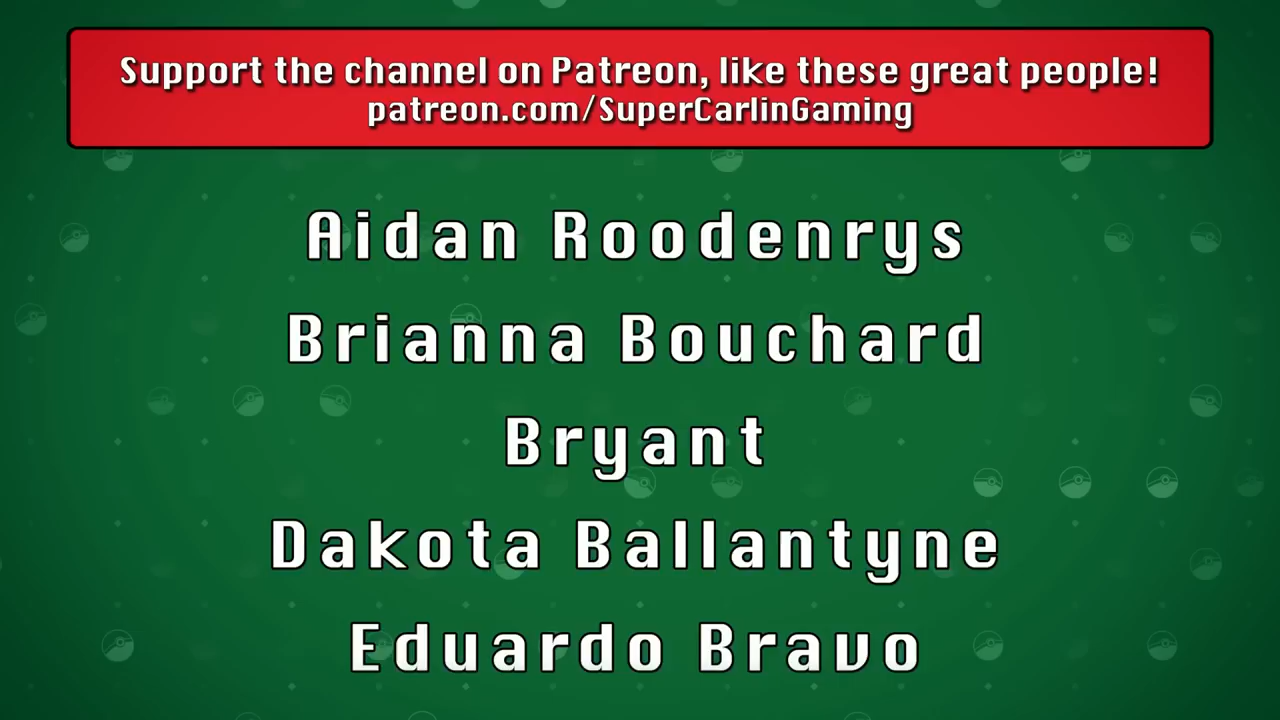 Support the channel on Patreon, like these great people!
patreon.com/SuperCarlinGaming
Aidan Roodenrys
Brianna Bouchard
Bryant
Dakota Ballantyne
Eduardo Bravo